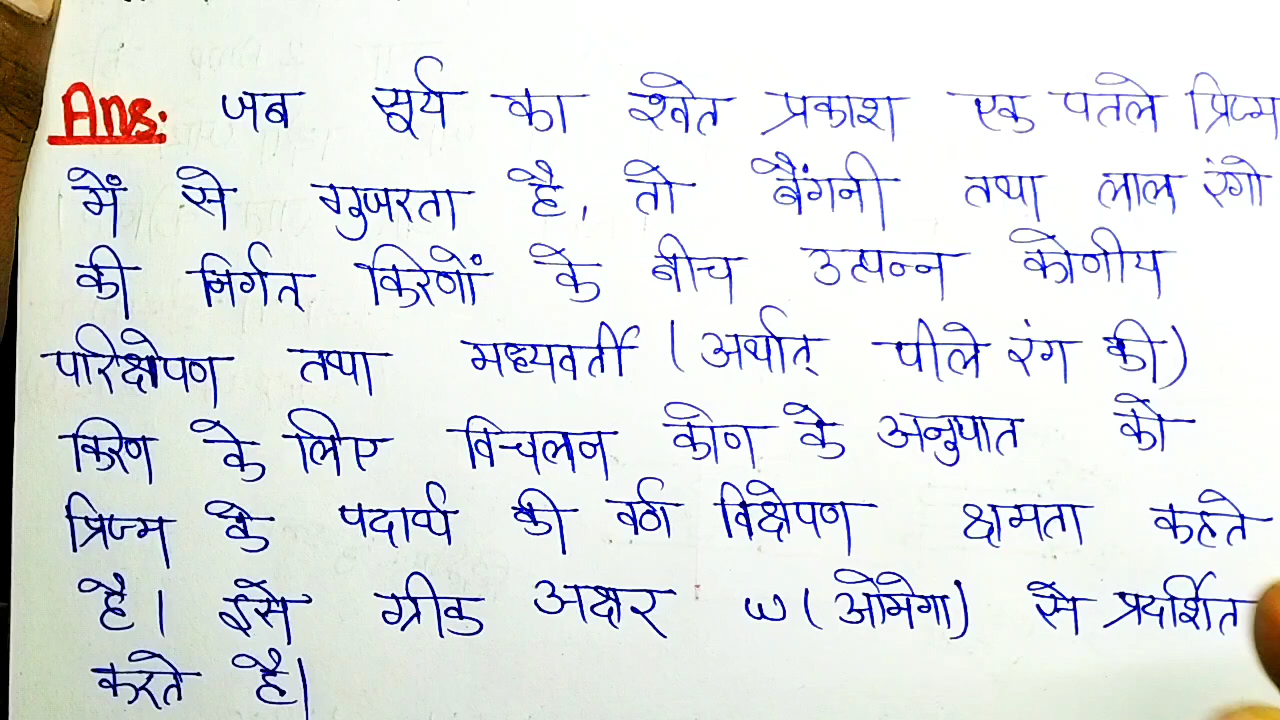 Ans: जब सूर्य का श्वेत प्रकाश एक पतले प्रिज्म
में से गुजरता है, तो बैंगनी तथा लाल रंगो
की निर्गत किरणों के बीच उत्पन्न कोणीय
परिक्षेपण तथा मध्यवर्ती (अर्थात् पीले रंग की)
किरण के लिए विचलन कोण के अनुपात को
प्रिज्म के पदार्थ की वर्ण विक्षेपण क्षमता कहते
है। इसे ग्रीक अक्षर ω (ओमेगा) से प्रदर्शित
करते है।